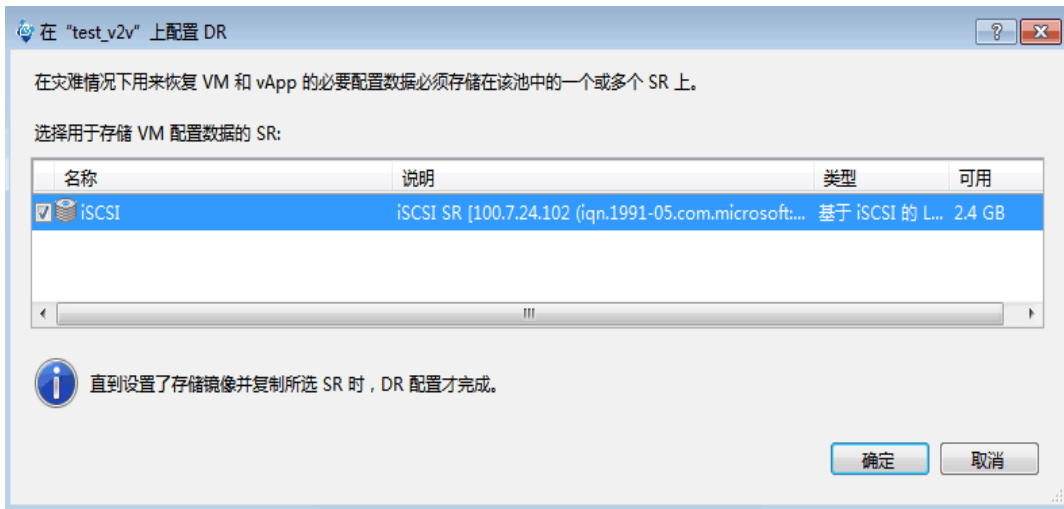 在“test_v2v”上配置 DR
在灾难情况下用来恢复 VM 和 vApp 的必要配置数据必须存储在该池中的一个或多个 SR 上。
选择用于存储 VM 配置数据的 SR:
名称 说明 类型 可用
iSCSI iSCSI SR [100.7.24.102 (iqn.1991-05.com.microsoft:... 基于 iSCSI 的 L... 2.4 GB
直到设置了存储镜像并复制所选 SR 时，DR 配置才完成。
确定 取消